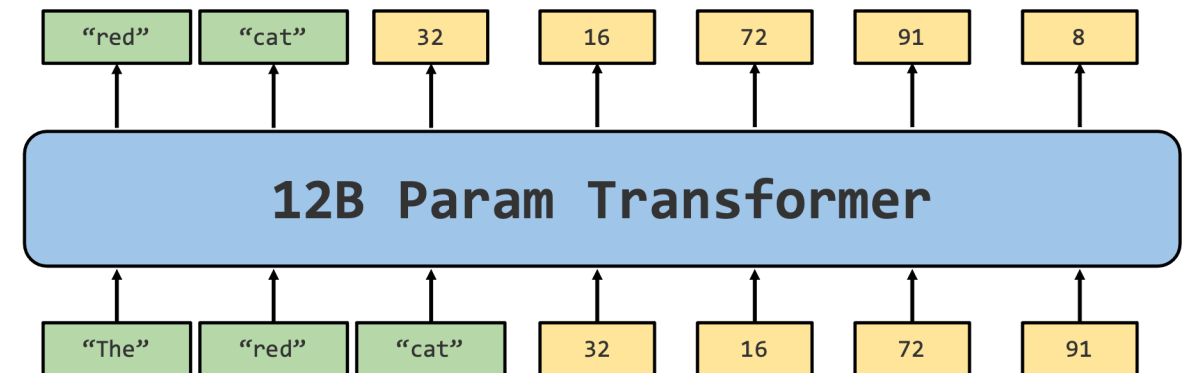 “red” “cat” 32 16 72 91 8
12B Param Transformer
“The” “red” “cat” 32 16 72 91